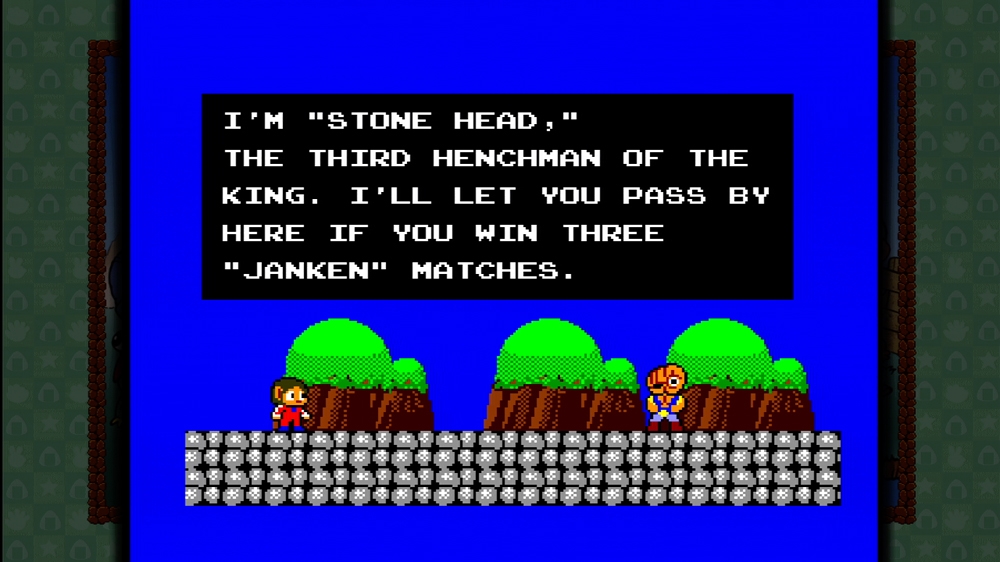 I'M "STONE HEAD,"
THE THIRD HENCHMAN OF THE
KING. I'LL LET YOU PASS BY
HERE IF YOU WIN THREE
"JANKEN" MATCHES.